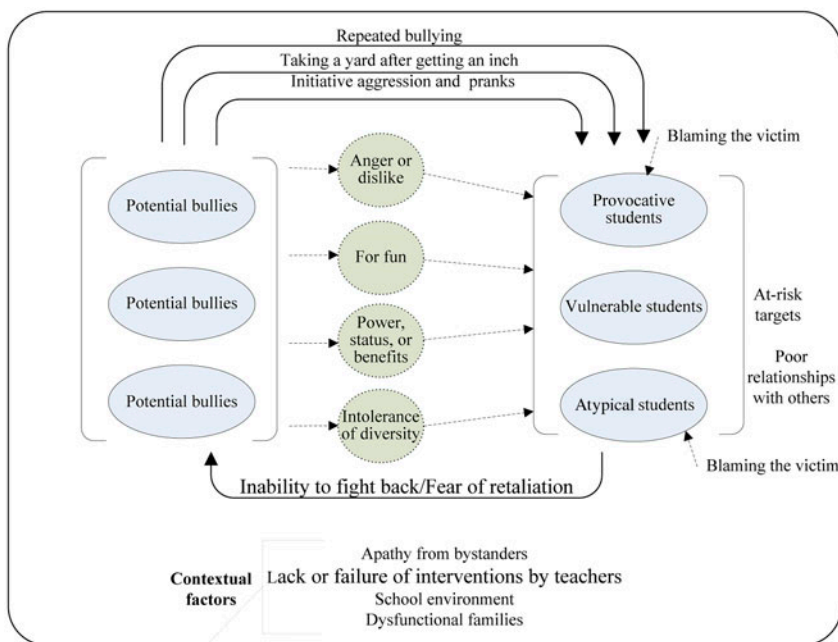 Repeated bullying
Taking a yard after getting an inch
Initiative aggression and pranks
Blaming the victim
Potential bullies
Potential bullies
Potential bullies
Anger or
dislike
For fun
Power,
status, or
benefits
Intolerance
of diversity
Provocative
students
Vulnerable students
Atypical students
At-risk
targets
Poor
relationships
with others
Blaming the victim
Inability to fight back/Fear of retaliation
Contextual
factors
Apathy from bystanders
Lack or failure of interventions by teachers
School environment
Dysfunctional families